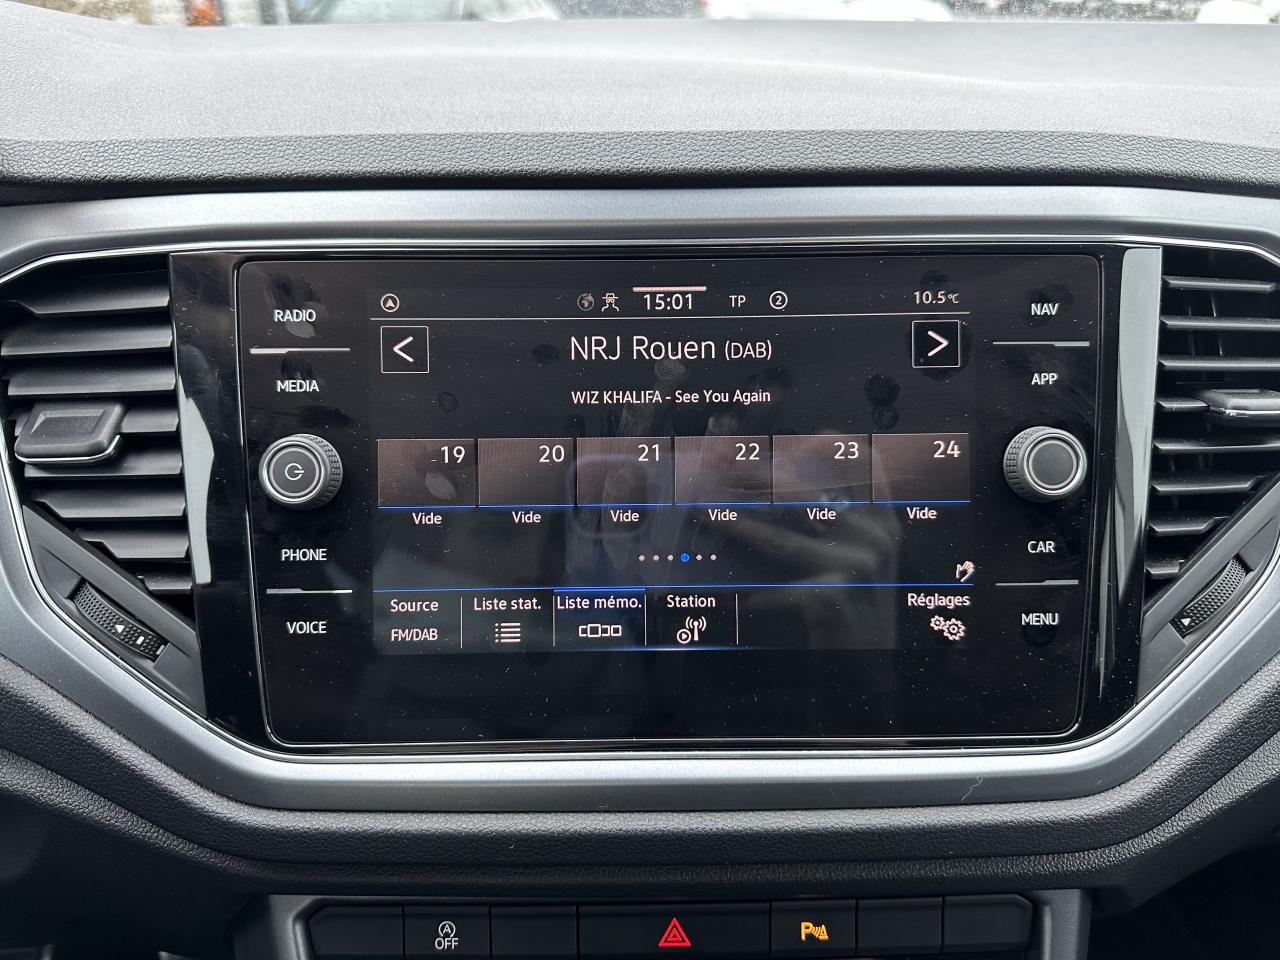 15:01 TP 2 10.5°C
RADIO
NAV
NRJ Rouen (DAB)
MEDIA
APP
WIZ KHALIFA - See You Again
19 20 21 22 23 24
Vide Vide Vide Vide Vide Vide
PHONE
CAR
Source Liste stat. Liste mémo. Station Réglages
FM/DAB
VOICE
MENU
A
OFF
P